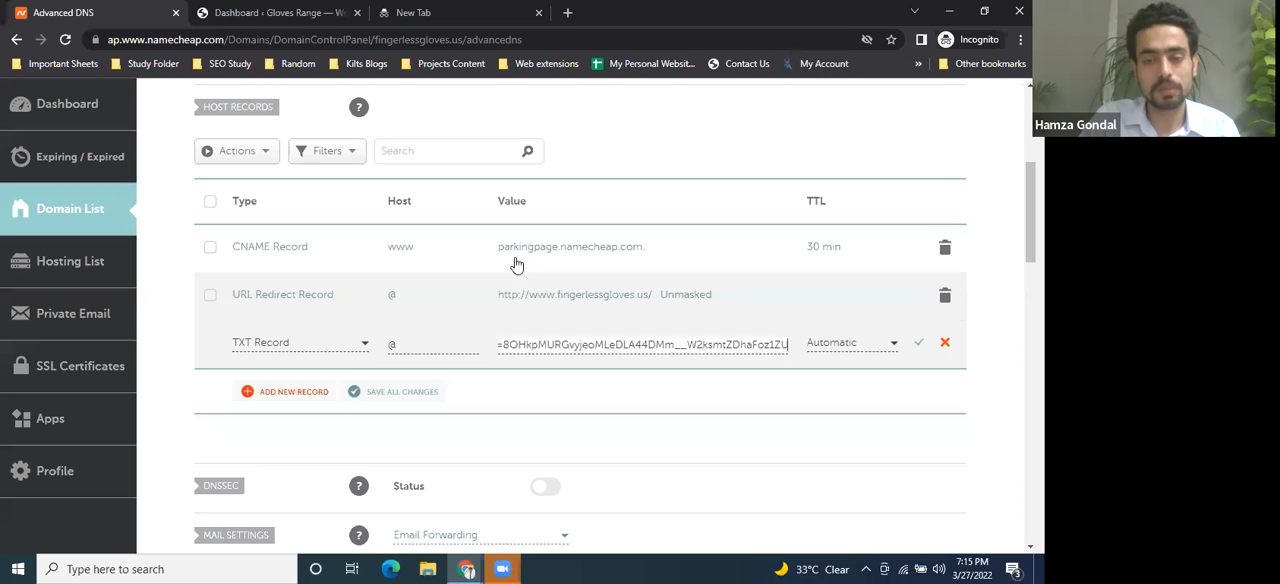 Advanced DNS
Dashboard ‹ Gloves Range — W
New Tab
ap.www.namecheap.com/Domains/DomainControlPanel/fingerlessgloves.us/advancedns
Incognito
Important Sheets
Study Folder
SEO Study
Random
Kilts Blogs
Projects Content
Web extensions
My Personal Websit...
Contact Us
My Account
»
Other bookmarks
Hamza Gondal
Dashboard
Expiring / Expired
Domain List
Hosting List
Private Email
SSL Certificates
Apps
Profile
HOST RECORDS ?
Actions Filters Search
Type Host Value TTL
CNAME Record www parkingpage.namecheap.com. 30 min
URL Redirect Record @ http://www.fingerlessgloves.us/ Unmasked
TXT Record @ =8OHkpMURGvyjeoMLeDLA44DMm__W2ksmtZDhaFoz1ZU Automatic
ADD NEW RECORD SAVE ALL CHANGES
DNSSEC ? Status
MAIL SETTINGS ? Email Forwarding
Type here to search
33°C Clear
7:15 PM
3/27/2022
3